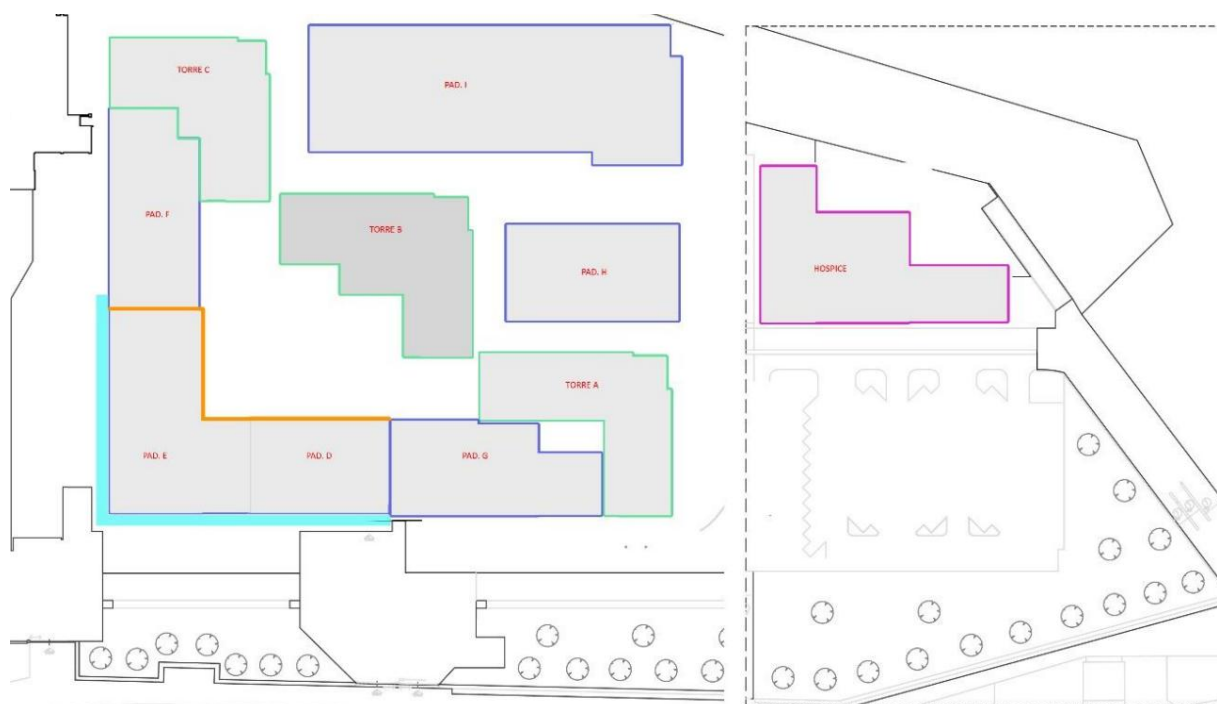 TORRE C
PAD. I
PAD. F
TORRE B
PAD. H
HOSPICE
TORRE A
PAD. E
PAD. D
PAD. G